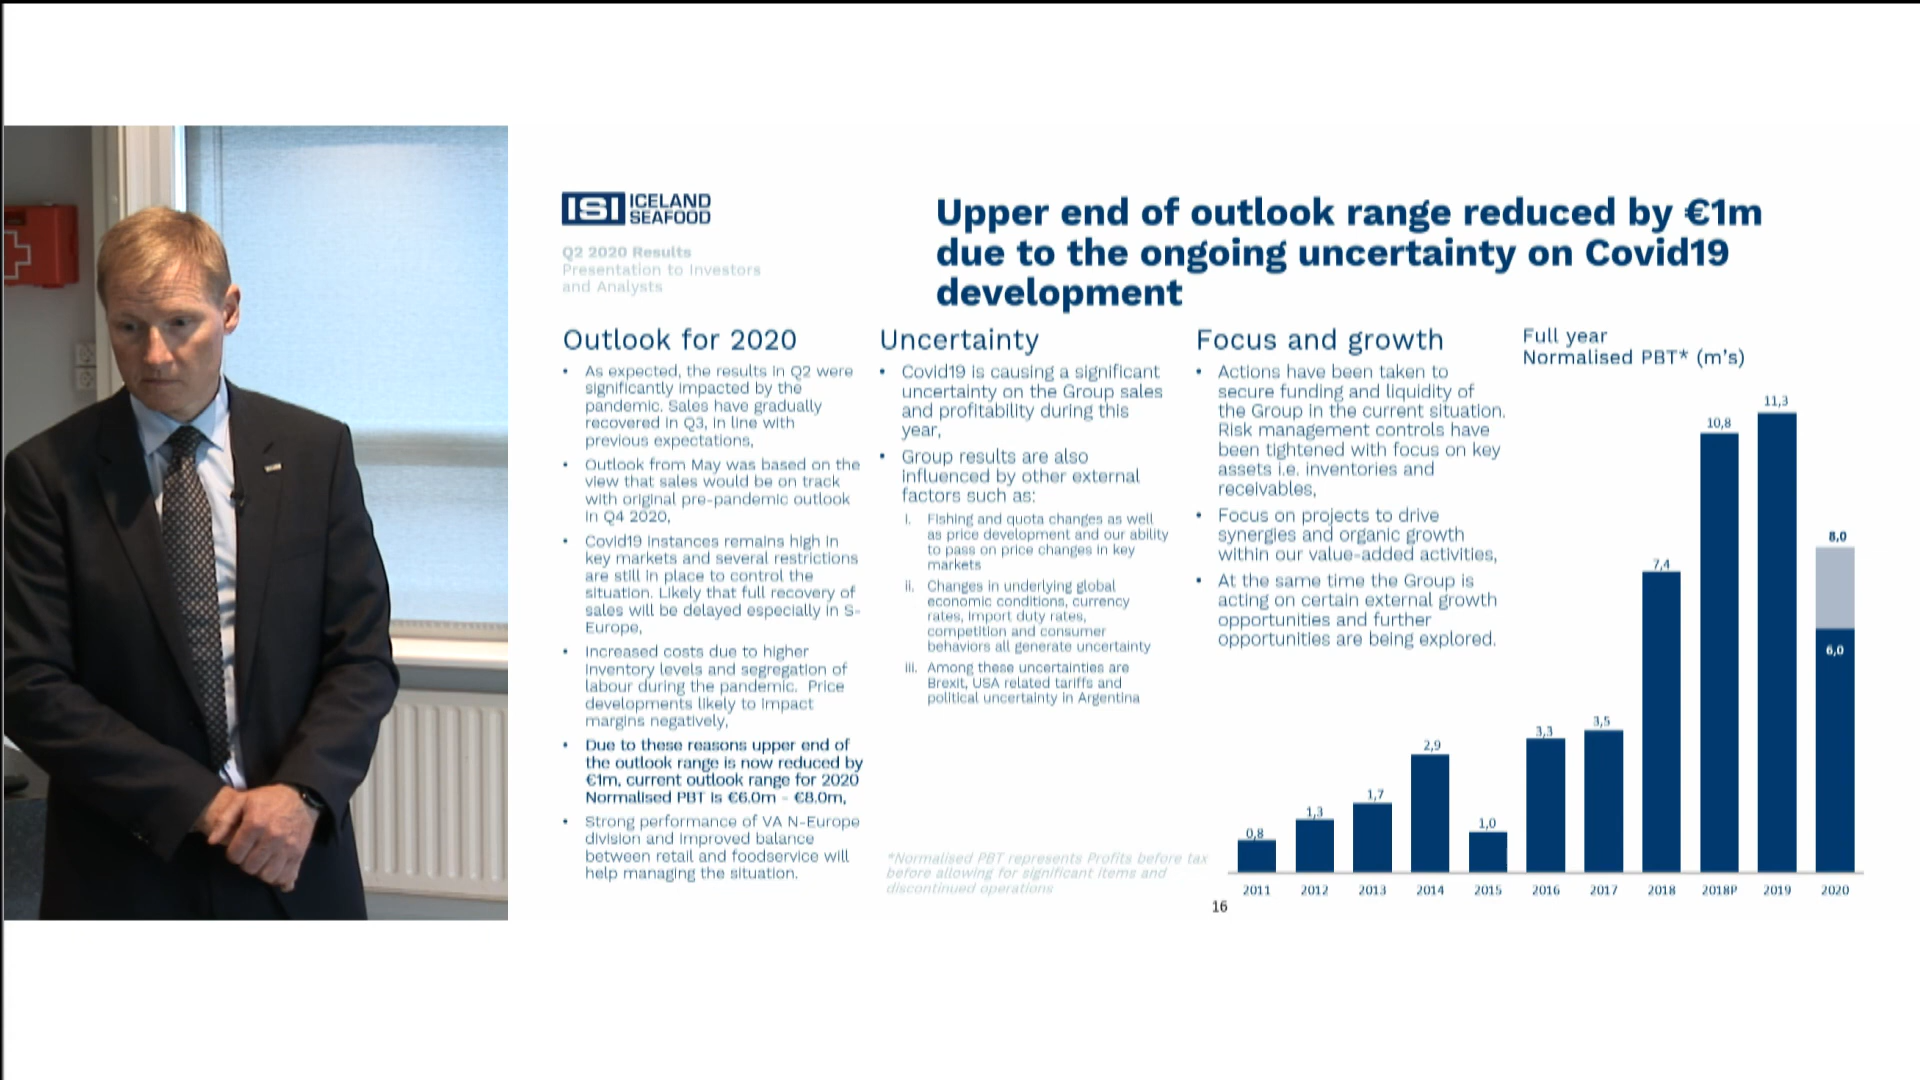 ISI ICELAND
SEAFOOD
Q2 2020 Results
Presentation to Investors
and Analysts
Upper end of outlook range reduced by €1m
due to the ongoing uncertainty on Covid19
development
Outlook for 2020
• As expected, the results in Q2 were
significantly impacted by the
pandemic. Sales have gradually
recovered in Q3, in line with
previous expectations,
• Outlook from May was based on the
view that sales would be on track
with original pre-pandemic outlook
in Q4 2020,
• Covid19 instances remains high in
key markets and several restrictions
are still in place to control the
situation. Likely that full recovery of
sales will be delayed especially in S-
Europe,
• Increased costs due to higher
inventory levels and segregation of
labour during the pandemic. Price
developments likely to impact
margins negatively,
• Due to these reasons upper end of
the outlook range is now reduced by
€1m, current outlook range for 2020
Normalised PBT is €6.0m - €8.0m,
• Strong performance of VA N-Europe
division and improved balance
between retail and foodservice will
help managing the situation.
Uncertainty
• Covid19 is causing a significant
uncertainty on the Group sales
and profitability during this
year,
• Group results are also
influenced by other external
factors such as:
i. Fishing and quota changes as well
as price development and our ability
to pass on price changes in key
markets
ii. Changes in underlying global
economic conditions, currency
rates, import duty rates,
competition and consumer
behaviors all generate uncertainty
iii. Among these uncertainties are
Brexit, USA related tariffs and
political uncertainty in Argentina
*Normalised PBT represents Profits before tax
before allowing for significant items and
discontinued operations
Focus and growth
• Actions have been taken to
secure funding and liquidity of
the Group in the current situation.
Risk management controls have
been tightened with focus on key
assets i.e. inventories and
receivables,
• Focus on projects to drive
synergies and organic growth
within our value-added activities,
• At the same time the Group is
acting on certain external growth
opportunities and further
opportunities are being explored.
Full year
Normalised PBT* (m's)
0,8
1,3
1,7
2,9
1,0
3,3
3,5
7,4
10,8
11,3
8,0
6,0
2011 2012 2013 2014 2015 2016 2017 2018 2018P 2019 2020
16